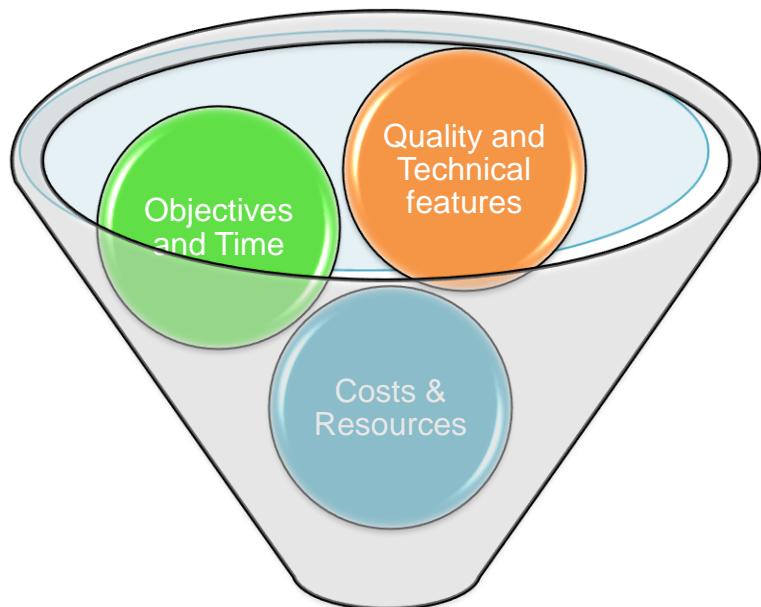 Quality and
Technical
features
Objectives
and Time
Costs &
Resources